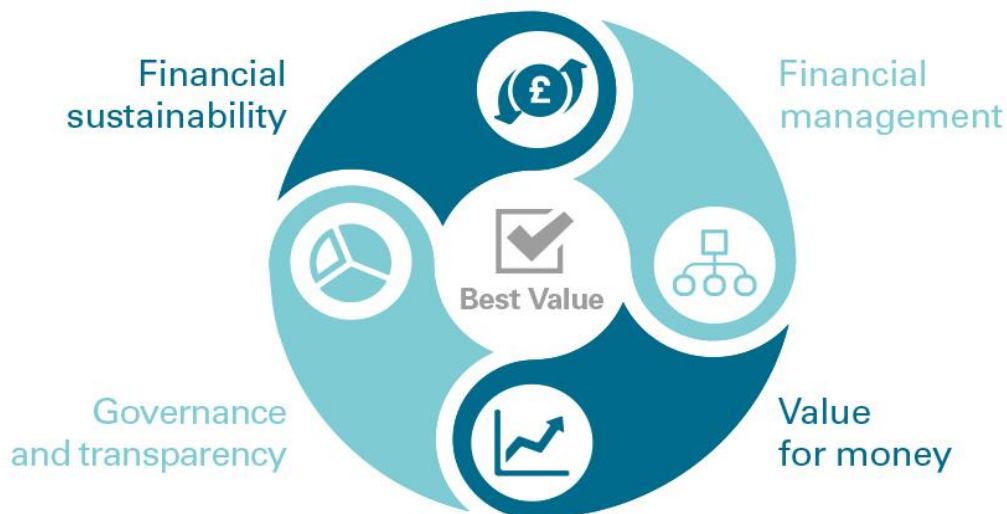 Financial
sustainability
Financial
management
£
Best Value
Governance
and transparency
Value
for money